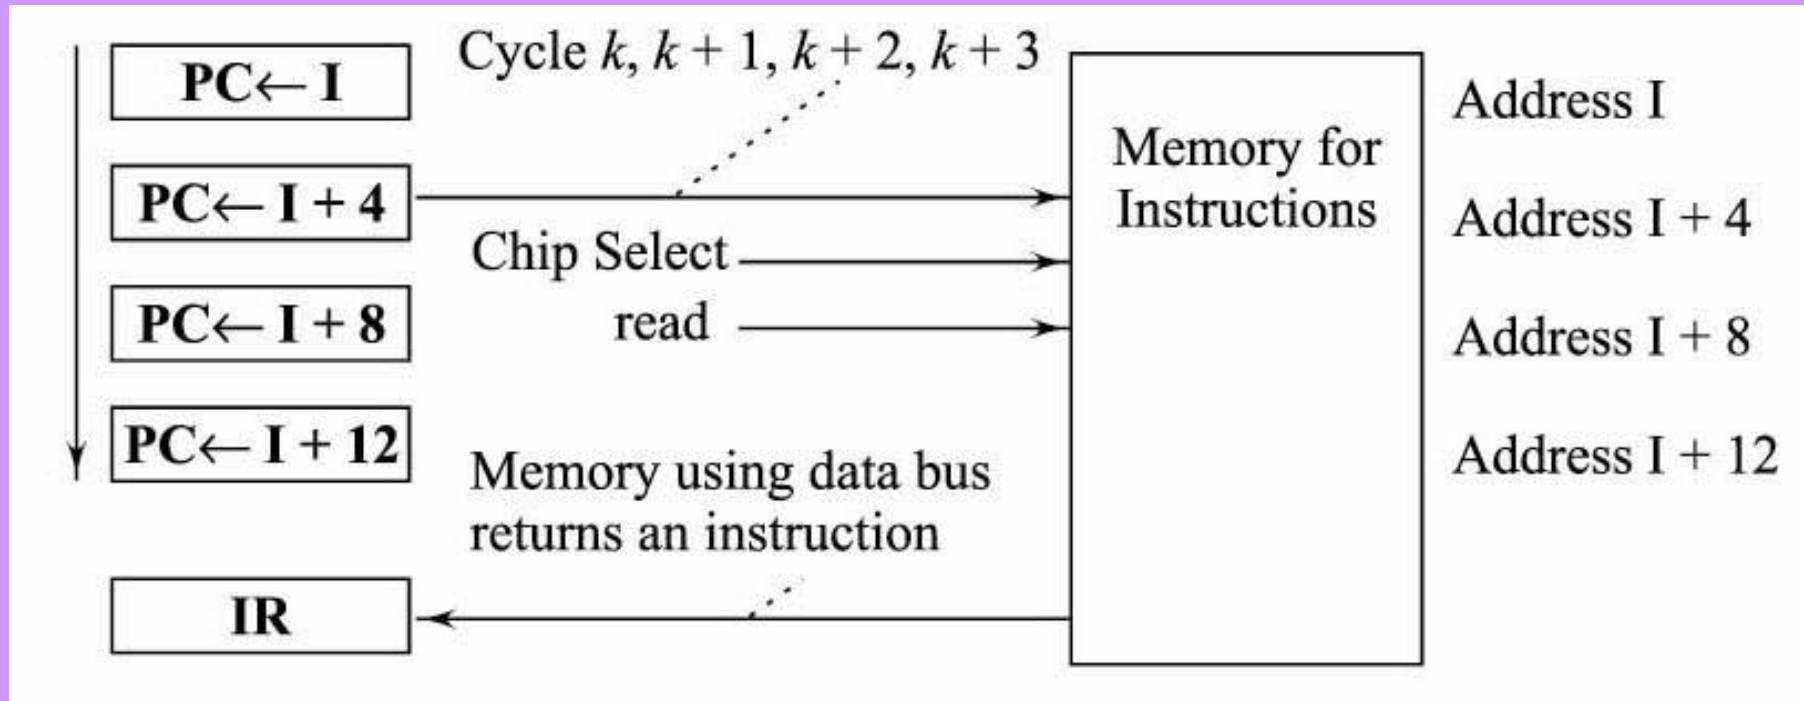 PC← I
Cycle k, k + 1, k + 2, k + 3
PC← I + 4
Chip Select
read
PC← I + 8
PC← I + 12
Memory using data bus
returns an instruction
IR
Memory for
Instructions
Address I
Address I + 4
Address I + 8
Address I + 12